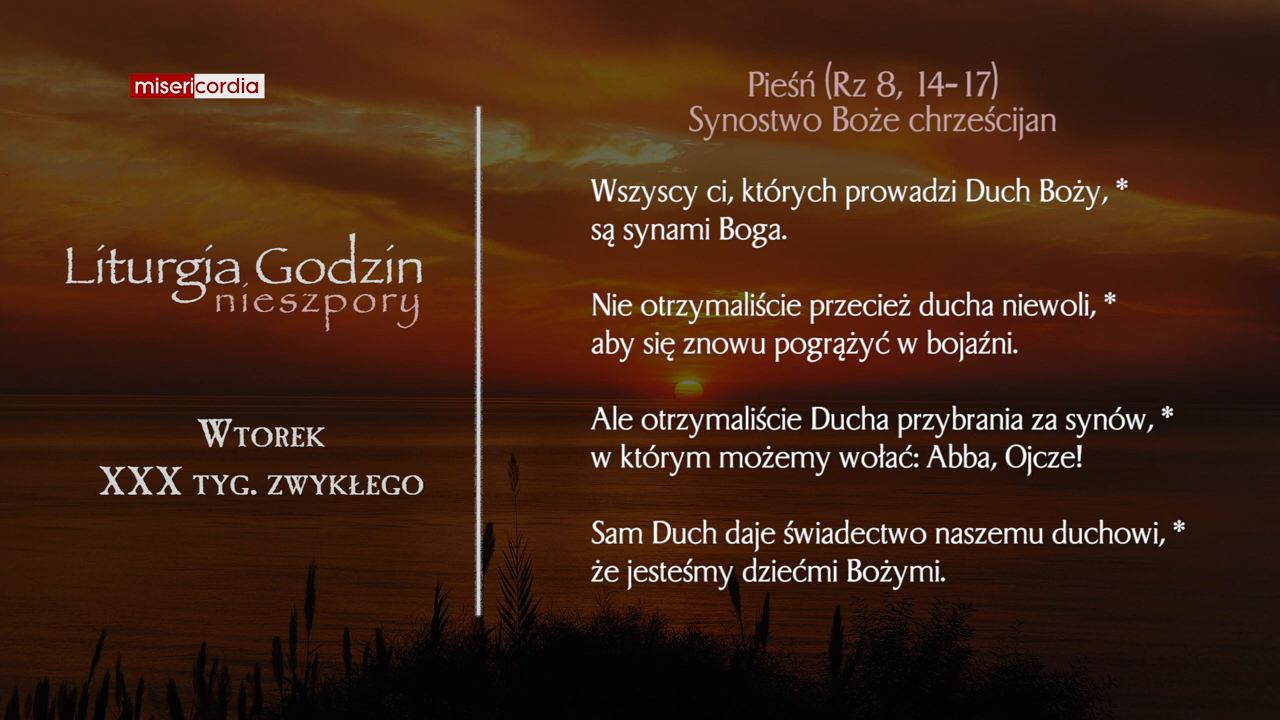 misericordia
Liturgia Godzin
nieszpory
Wtorek
XXX tyg. zwykłego
Pieśń (Rz 8, 14-17)
Synostwo Boże chrześcijan
Wszyscy ci, których prowadzi Duch Boży, *
są synami Boga.
Nie otrzymaliście przecież ducha niewoli, *
aby się znowu pogrążyć w bojaźni.
Ale otrzymaliście Ducha przybrania za synów, *
w którym możemy wołać: Abba, Ojcze!
Sam Duch daje świadectwo naszemu duchowi, *
że jesteśmy dziećmi Bożymi.